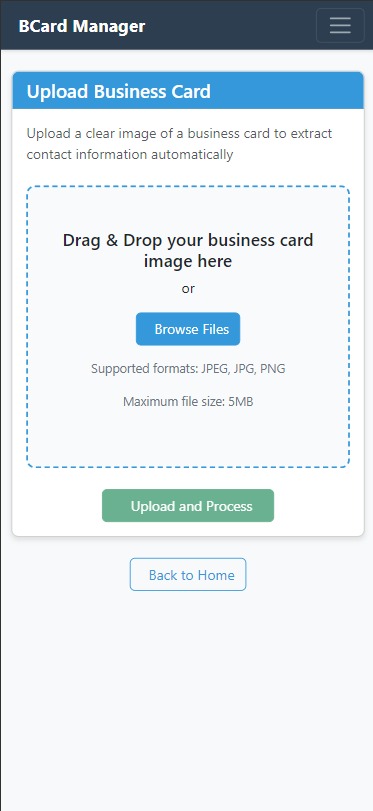 BCard Manager
Upload Business Card
Upload a clear image of a business card to extract
contact information automatically
Drag & Drop your business card
image here
or
Browse Files
Supported formats: JPEG, JPG, PNG
Maximum file size: 5MB
Upload and Process
Back to Home